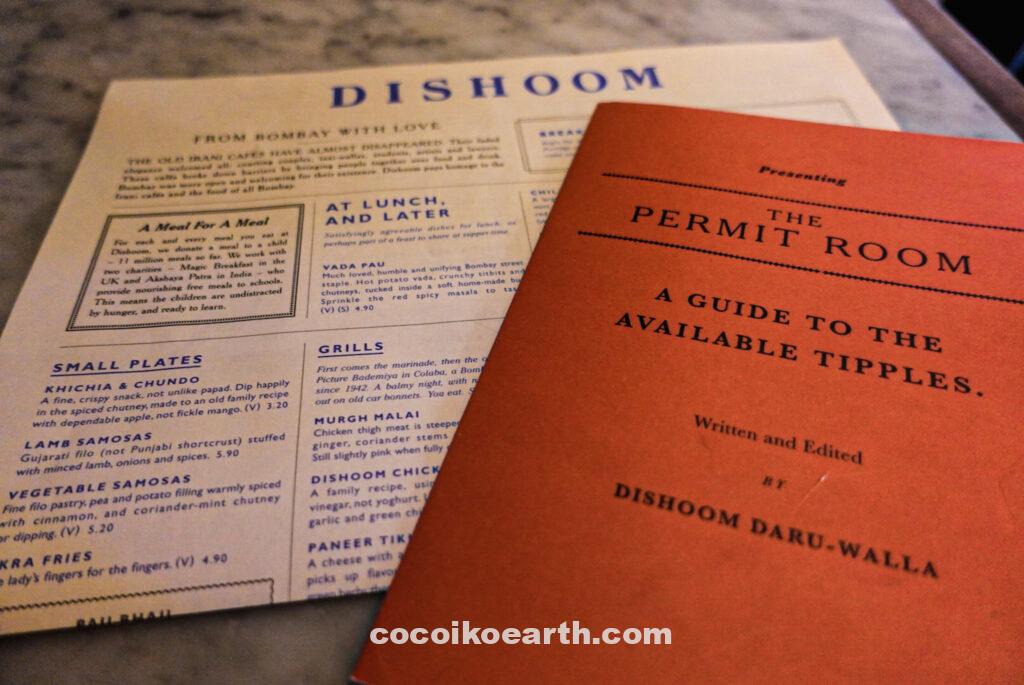 DISHOOM
FROM BOMBAY WITH LOVE
THE OLD IRANI CAFÉS HAVE ALMOST DISAPPEARED. Their faded
elegance welcomed all: courting couples, taxi-wallas, students, artists and lawyers.
These cafés broke down barriers by bringing people together over food and drink.
Bombay was more open and welcoming for their existence. Dishoom pays homage to the
Irani cafés and the food of all Bombay.
BREAK
A Meal For A Meal
For each and every meal you eat at
Dishoom, we donate a meal to a child
– 11 million meals so far. We work with
two charities – Magic Breakfast in the
UK and Akshaya Patra in India – who
provide nourishing free meals to schools.
This means the children are undistracted
by hunger, and ready to learn.
AT LUNCH,
AND LATER
Satisfyingly agreeable dishes for lunch, or
perhaps part of a feast to share at supper-time.
VADA PAU
Much loved, humble and unifying Bombay street
staple. Hot potato vada, crunchy titbits and
chutneys, tucked inside a soft home-made bu
Sprinkle the red spicy masala to tas
(V) (S) 4.90
SMALL PLATES
KHICHIA & CHUNDO
A fine, crispy snack, not unlike papad. Dip happily
in the spiced chutney, made to an old family recipe
with dependable apple, not fickle mango. (V) 3.20
LAMB SAMOSAS
Gujarati filo (not Punjabi shortcrust) stuffed
with minced lamb, onions and spices. 5.90
VEGETABLE SAMOSAS
Fine filo pastry, pea and potato filling warmly spiced
with cinnamon, and coriander-mint chutney
for dipping. (V) 5.20
KRA FRIES
e lady's fingers for the fingers. (V) 4.90
PAU BHAJI
GRILLS
First comes the marinade, then the
Picture Bademiya in Colaba, a Bom
since 1942. A balmy night, with
out on old car bonnets. You eat. S
MURGH MALAI
Chicken thigh meat is steeped
ginger, coriander stems
Still slightly pink when fully
DISHOOM CHICK
A family recipe, usin
vinegar, not yoghurt.
garlic and green chi
PANEER TIK
A cheese with a
picks up flavo
Presenting
THE
PERMIT ROOM
A GUIDE TO THE
AVAILABLE TIPPLES.
Written and Edited
BY
DISHOOM DARU-WALLA
cocoikoearth.com